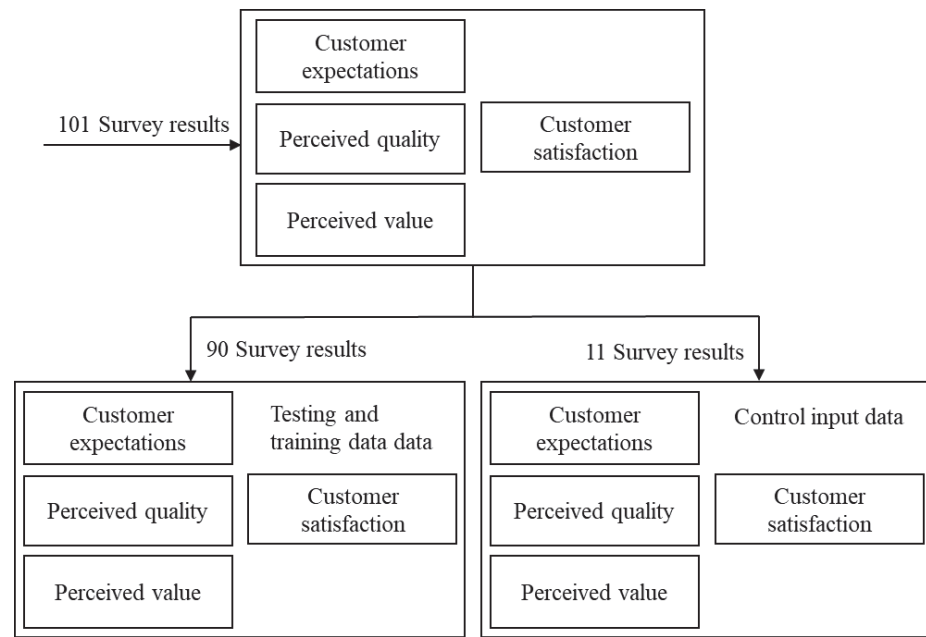 Customer
expectations
101 Survey results
Perceived quality
Customer
satisfaction
Perceived value
90 Survey results
11 Survey results
Customer
expectations
Testing and
training data data
Perceived quality
Customer
satisfaction
Perceived value
Customer
expectations
Control input data
Perceived quality
Customer
satisfaction
Perceived value